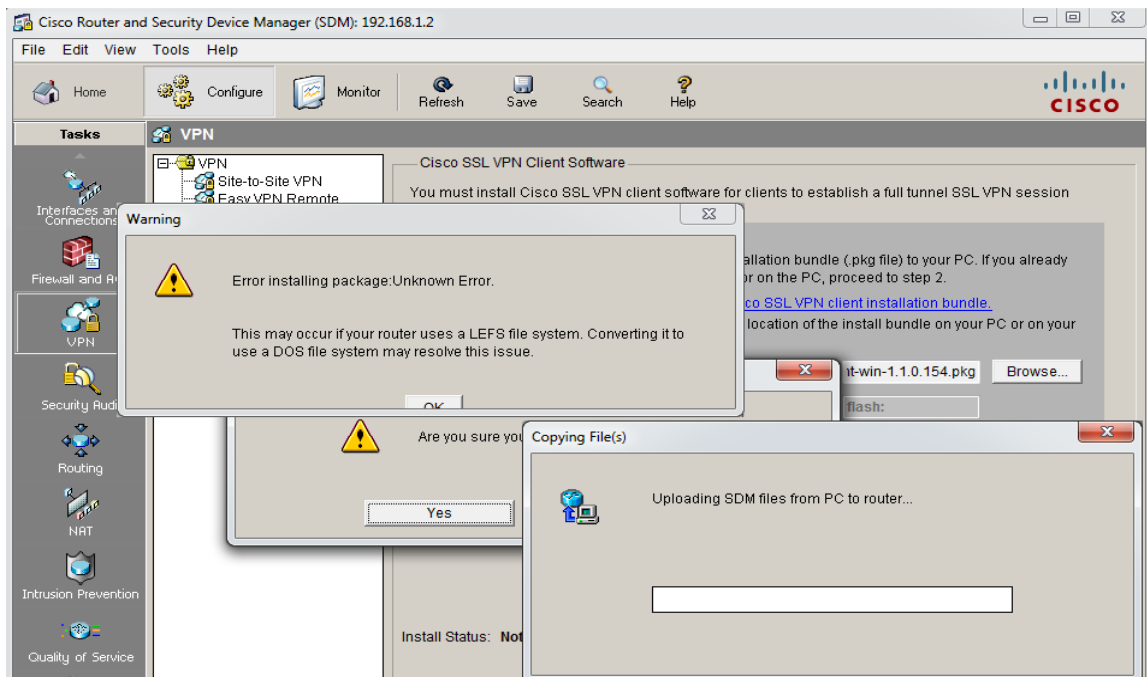 Cisco Router and Security Device Manager (SDM): 192.168.1.2
File Edit View Tools Help
Home Configure Monitor Refresh Save Search Help
CISCO
Tasks
VPN
Interfaces an
Connections
Firewall and A
VPN
Security Audi
Routing
NAT
Intrusion Prevention
Quality of Service
VPN
Site-to-Site VPN
Easy VPN Remote
Cisco SSL VPN Client Software
You must install Cisco SSL VPN client software for clients to establish a full tunnel SSL VPN session
allation bundle (.pkg file) to your PC. If you already
or on the PC, proceed to step 2.
co SSL VPN client installation bundle.
location of the install bundle on your PC or on your
nt-win-1.1.0.154.pkg Browse...
flash:
Install Status: Not
Warning
Error installing package:Unknown Error.
This may occur if your router uses a LEFS file system. Converting it to
use a DOS file system may resolve this issue.
OK
Are you sure you
Yes
Copying File(s)
Uploading SDM files from PC to router...